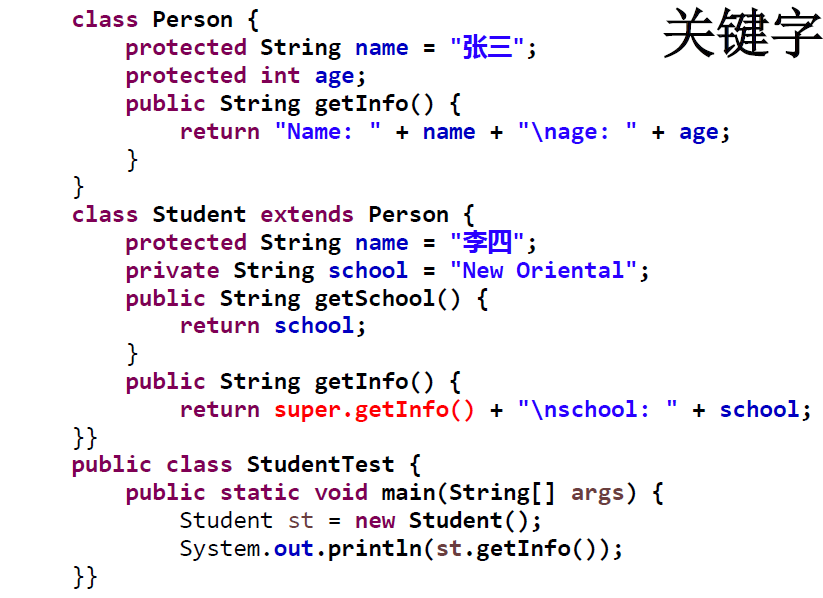 关键字
class Person {
protected String name = "张三";
protected int age;
public String getInfo() {
return "Name: " + name + "\nage: " + age;
}
}
class Student extends Person {
protected String name = "李四";
private String school = "New Oriental";
public String getSchool() {
return school;
}
public String getInfo() {
return super.getInfo() + "\nschool: " + school;
}}
public class StudentTest {
public static void main(String[] args) {
Student st = new Student();
System.out.println(st.getInfo());
}}